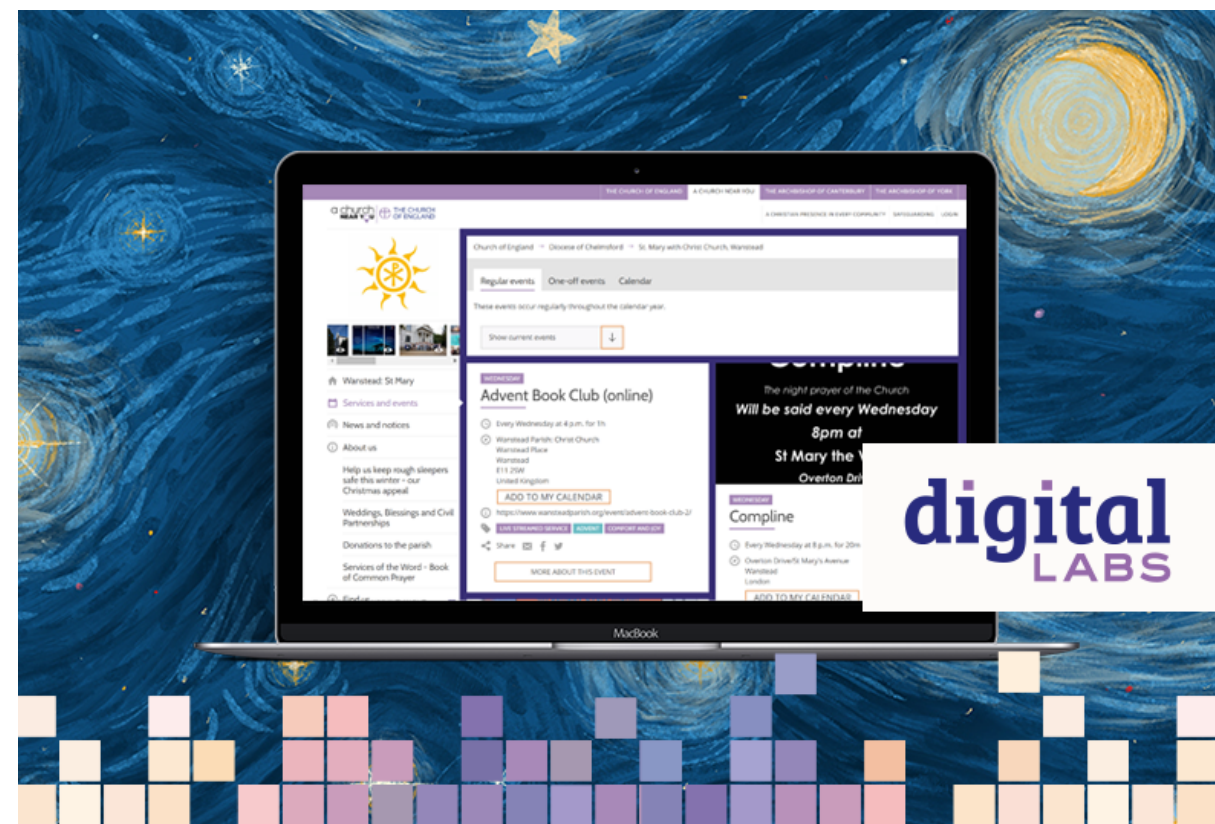 THE CHURCH OF ENGLAND
A CHURCH NEAR YOU
THE ARCHBISHOP OF CANTERBURY
THE ARCHBISHOP OF YORK
a church
NEAR YOU
THE CHURCH
OF ENGLAND
A CHRISTIAN PRESENCE IN EVERY COMMUNITY
SAFEGUARDING
LOGIN
Church of England
Diocese of Chelmsford
St. Mary with Christ Church, Wanstead
Regular events
One-off events
Calendar
These events occur regularly throughout the calendar year.
Show current events
Wanstead: St Mary
Services and events
News and notices
About us
Help us keep rough sleepers
safe this winter - our
Christmas appeal
Weddings, Blessings and Civil
Partnerships
Donations to the parish
Services of the Word - Book
of Common Prayer
Find us
WEDNESDAY
Advent Book Club (online)
Every Wednesday at 4 p.m. for 1h
Wanstead Parish: Christ Church
Wanstead Place
Wanstead
E11 2SW
United Kingdom
ADD TO MY CALENDAR
https://www.wansteadparish.org/event/advent-book-club-2/
LIVE STREAMED SERVICE
ADVENT
COMFORT AND JOY
Share
MORE ABOUT THIS EVENT
Compline
The night prayer of the Church
Will be said every Wednesday
8pm at
St Mary the V
Overton Dri
WEDNESDAY
Compline
Every Wednesday at 8 p.m. for 20m
Overton Drive/St Mary's Avenue
Wanstead
London
ADD TO MY CALENDAR
MacBook
digital
LABS